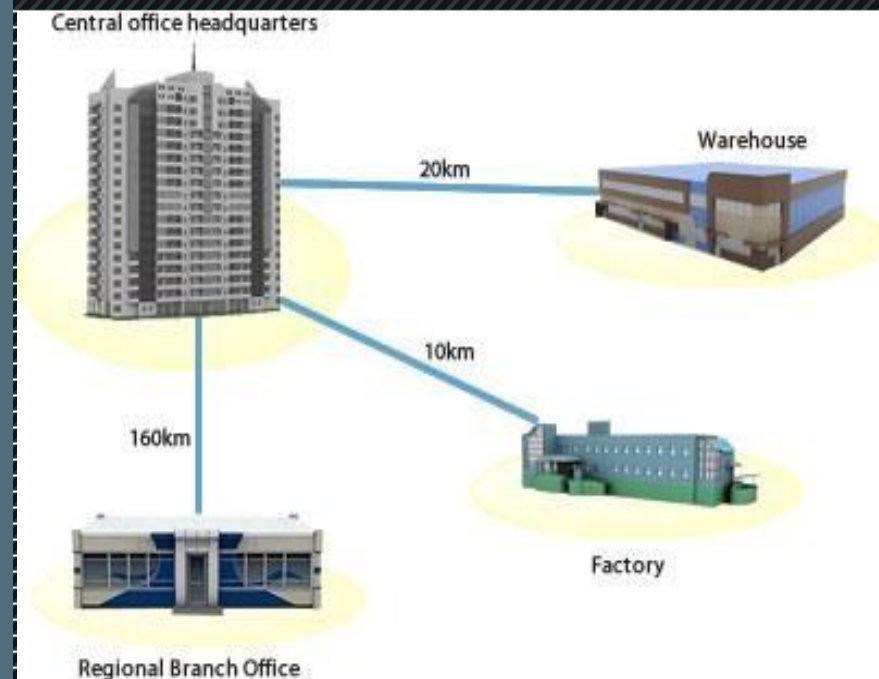 Central office headquarters
Warehouse
20km
10km
160km
Factory
Regional Branch Office